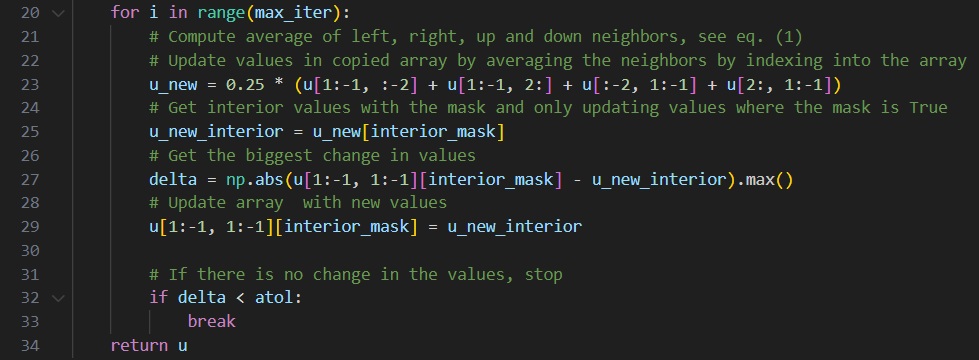 20 for i in range(max_iter):
21 # Compute average of left, right, up and down neighbors, see eq. (1)
22 # Update values in copied array by averaging the neighbors by indexing into the array
23 u_new = 0.25 * (u[1:-1, :-2] + u[1:-1, 2:] + u[:-2, 1:-1] + u[2:, 1:-1])
24 # Get interior values with the mask and only updating values where the mask is True
25 u_new_interior = u_new[interior_mask]
26 # Get the biggest change in values
27 delta = np.abs(u[1:-1, 1:-1][interior_mask] - u_new_interior).max()
28 # Update array  with new values
29 u[1:-1, 1:-1][interior_mask] = u_new_interior
30
31 # If there is no change in the values, stop
32 if delta < atol:
33 break
34 return u